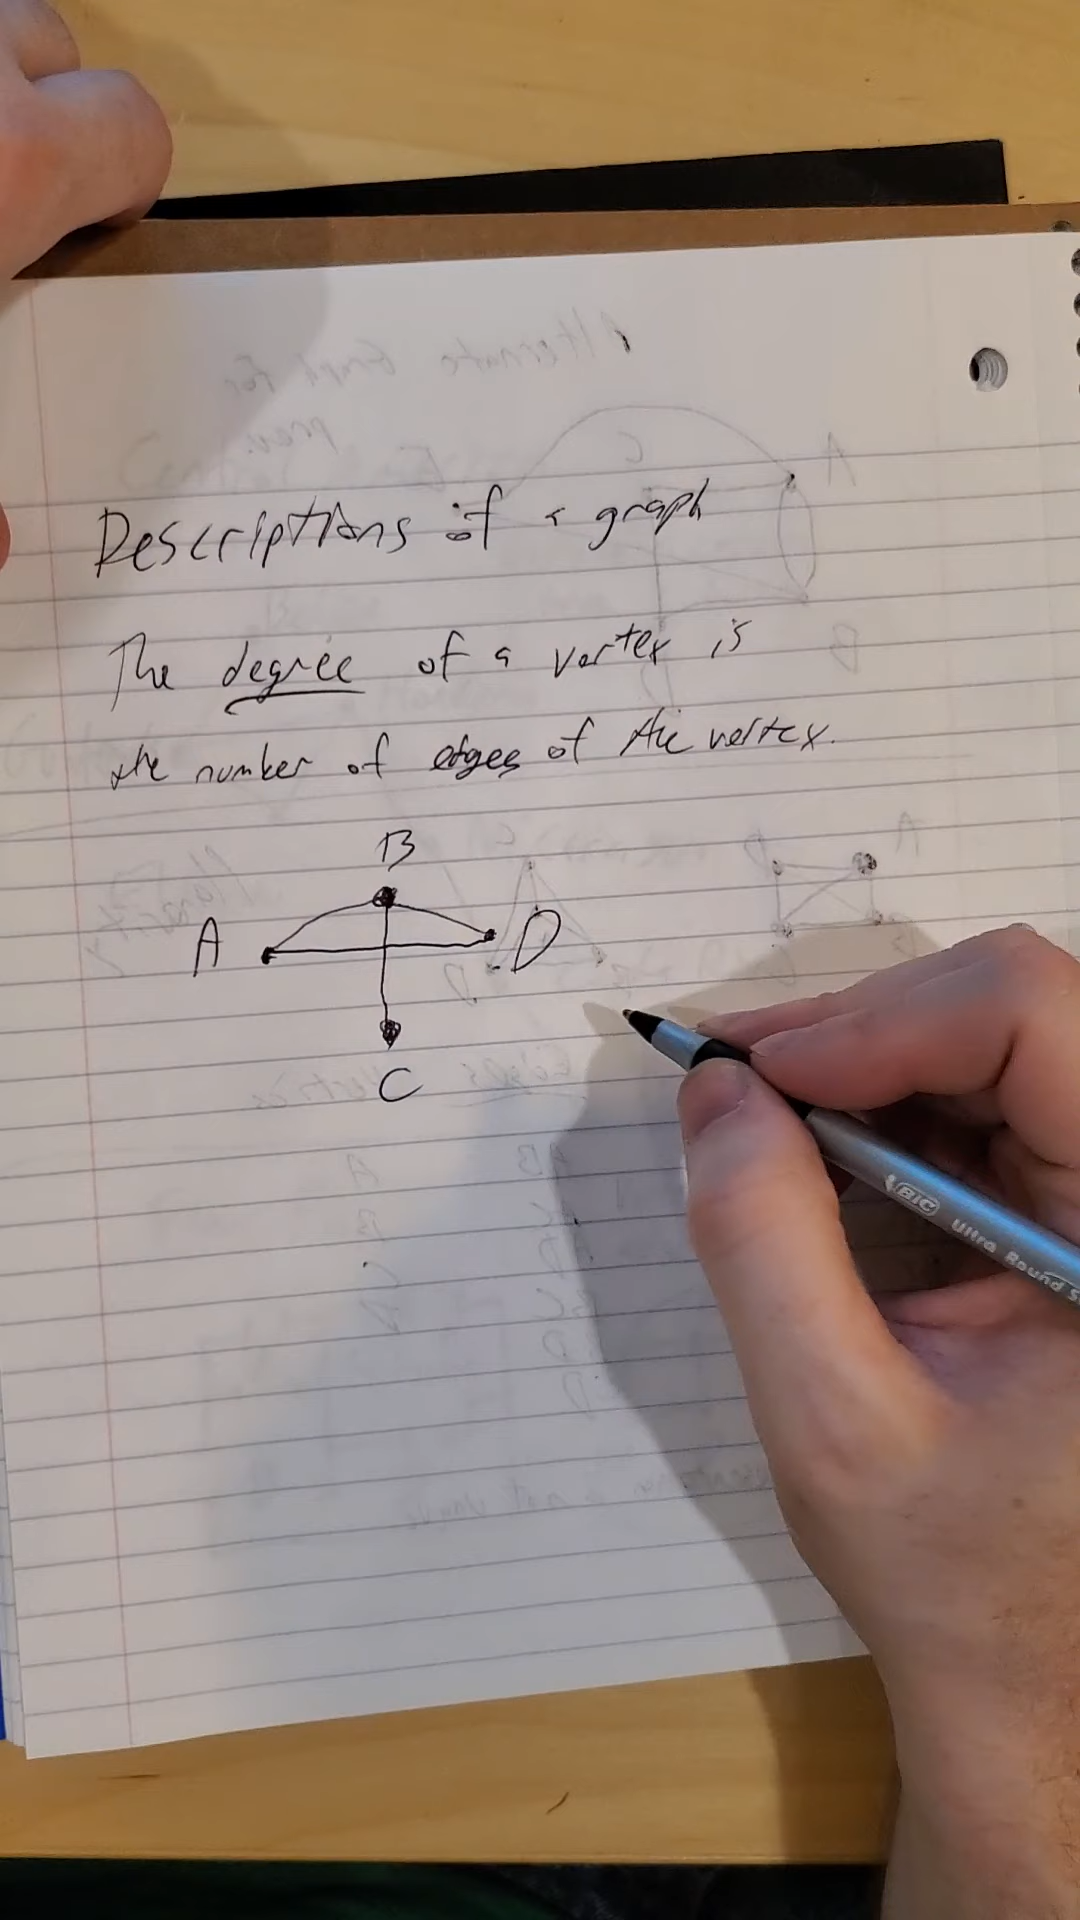 Descriptions of a graph
The degree of a vertex is
the number of edges of the vertex.
B
A
D
C
BIC Ultra Round S